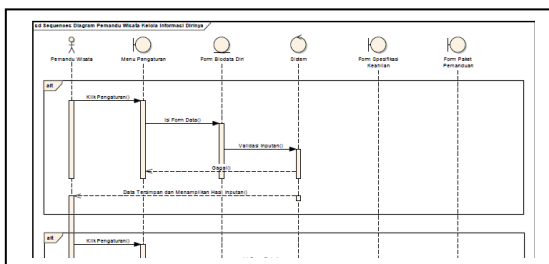 sd Sequenses Diagram Pemandu Wisata Kelola Informasi Dirinya
Pemandu Wisata
Menu Pengaturan
Form Biodata Diri
Sistem
Form Spesifikasi
Keahlian
Form Paket
Pemanduan
alt
Klik Pengaturan()
Isi Form Data()
Validasi Inputan()
Gagal()
Data Tersimpan dan Menampilkan Hasil Inputan()
alt
Klik Pengaturan()